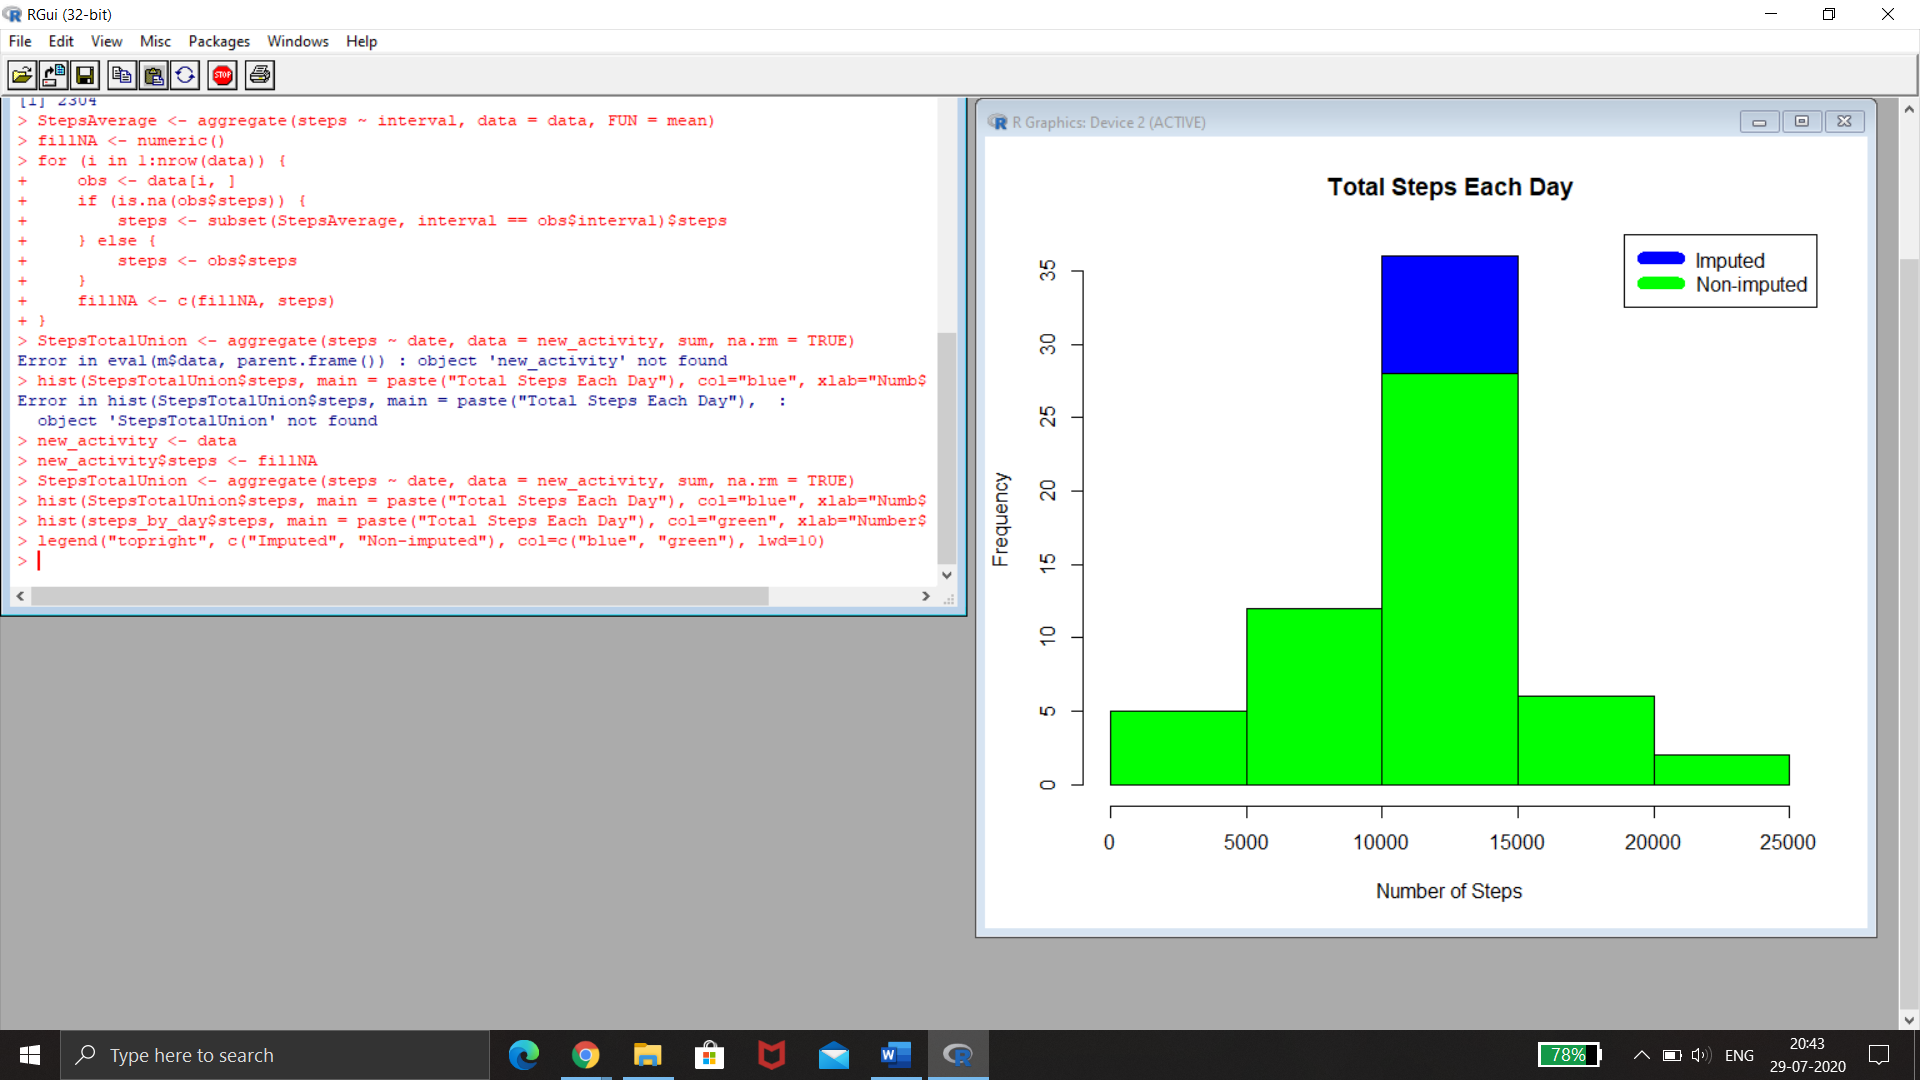 RGui (32-bit)
File Edit View Misc Packages Windows Help
STOP
[1] 2304
> StepsAverage <- aggregate(steps ~ interval, data = data, FUN = mean)
> fillNA <- numeric()
> for (i in 1:nrow(data)) {
+     obs <- data[i, ]
+     if (is.na(obs$steps)) {
+         steps <- subset(StepsAverage, interval == obs$interval)$steps
+     } else {
+         steps <- obs$steps
+     }
+     fillNA <- c(fillNA, steps)
+ }
> StepsTotalUnion <- aggregate(steps ~ date, data = new_activity, sum, na.rm = TRUE)
Error in eval(m$data, parent.frame()) : object 'new_activity' not found
> hist(StepsTotalUnion$steps, main = paste("Total Steps Each Day"), col="blue", xlab="Numb$
Error in hist(StepsTotalUnion$steps, main = paste("Total Steps Each Day"),  :
  object 'StepsTotalUnion' not found
> new_activity <- data
> new_activity$steps <- fillNA
> StepsTotalUnion <- aggregate(steps ~ date, data = new_activity, sum, na.rm = TRUE)
> hist(StepsTotalUnion$steps, main = paste("Total Steps Each Day"), col="blue", xlab="Numb$
> hist(steps_by_day$steps, main = paste("Total Steps Each Day"), col="green", xlab="Number$
> legend("topright", c("Imputed", "Non-imputed"), col=c("blue", "green"), lwd=10)
>
R Graphics: Device 2 (ACTIVE)
Total Steps Each Day
Imputed
Non-imputed
35
30
25
20
15
10
5
0
Frequency
0 5000 10000 15000 20000 25000
Number of Steps
Type here to search
78%
ENG
20:43
29-07-2020